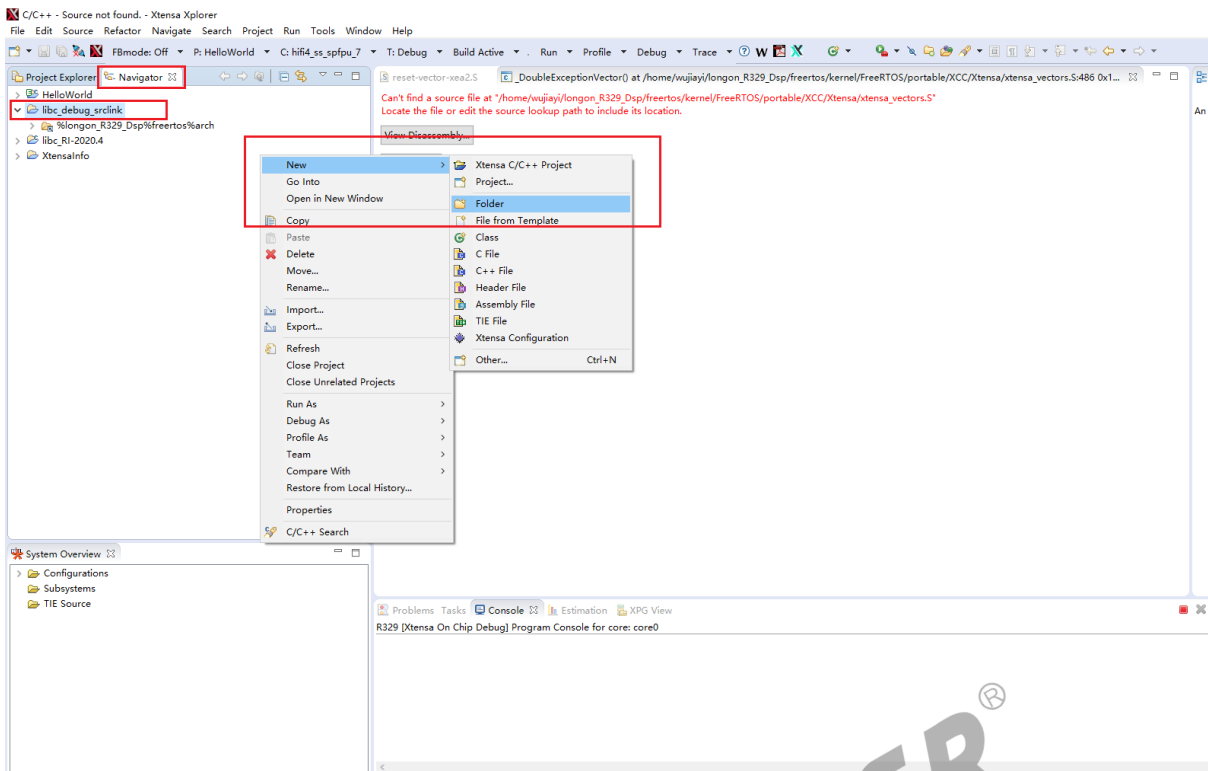 C/C++ - Source not found. - Xtensa Xplorer
File Edit Source Refactor Navigate Search Project Run Tools Window Help
FBmode: Off P: HelloWorld C: hifi4_ss_spfpu_7 T: Debug Build Active . Run Profile Debug Trace
Project Explorer Navigator
reset-vector-xea2.S _DoubleExceptionVector() at /home/wujiayi/longon_R329_Dsp/freertos/kernel/FreeRTOS/portable/XCC/Xtensa/xtensa_vectors.S:486 0x1...
HelloWorld
libc_debug_srclink
%longon_R329_Dsp%freertos%arch
libc_RI-2020.4
XtensaInfo
Can't find a source file at "/home/wujiayi/longon_R329_Dsp/freertos/kernel/FreeRTOS/portable/XCC/Xtensa/xtensa_vectors.S"
Locate the file or edit the source lookup path to include its location.
View Disassembly...
An
New
Go Into
Open in New Window
Copy
Paste
Delete
Move...
Rename...
Import...
Export...
Refresh
Close Project
Close Unrelated Projects
Run As
Debug As
Profile As
Team
Compare With
Restore from Local History...
Properties
C/C++ Search
Xtensa C/C++ Project
Project...
Folder
File from Template
Class
C File
C++ File
Header File
Assembly File
TIE File
Xtensa Configuration
Other... Ctrl+N
System Overview
Configurations
Subsystems
TIE Source
Problems Tasks Console Estimation XPG View
R329 [Xtensa On Chip Debug] Program Console for core: core0